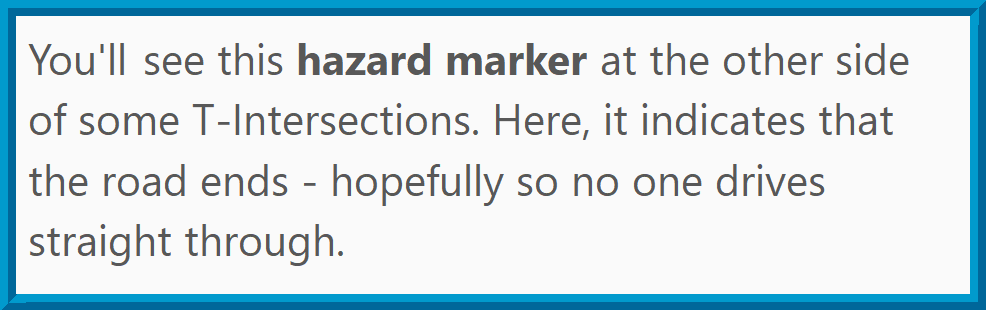 You'll see this hazard marker at the other side
of some T-Intersections. Here, it indicates that
the road ends - hopefully so no one drives
straight through.